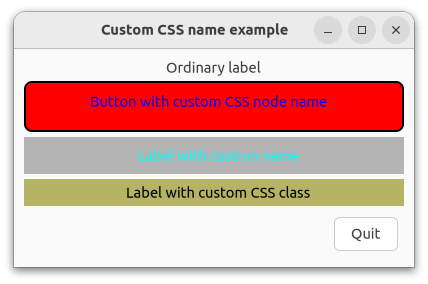 Custom CSS name example
Ordinary label
Button with custom CSS node name
Label with custom name
Label with custom CSS class
Quit